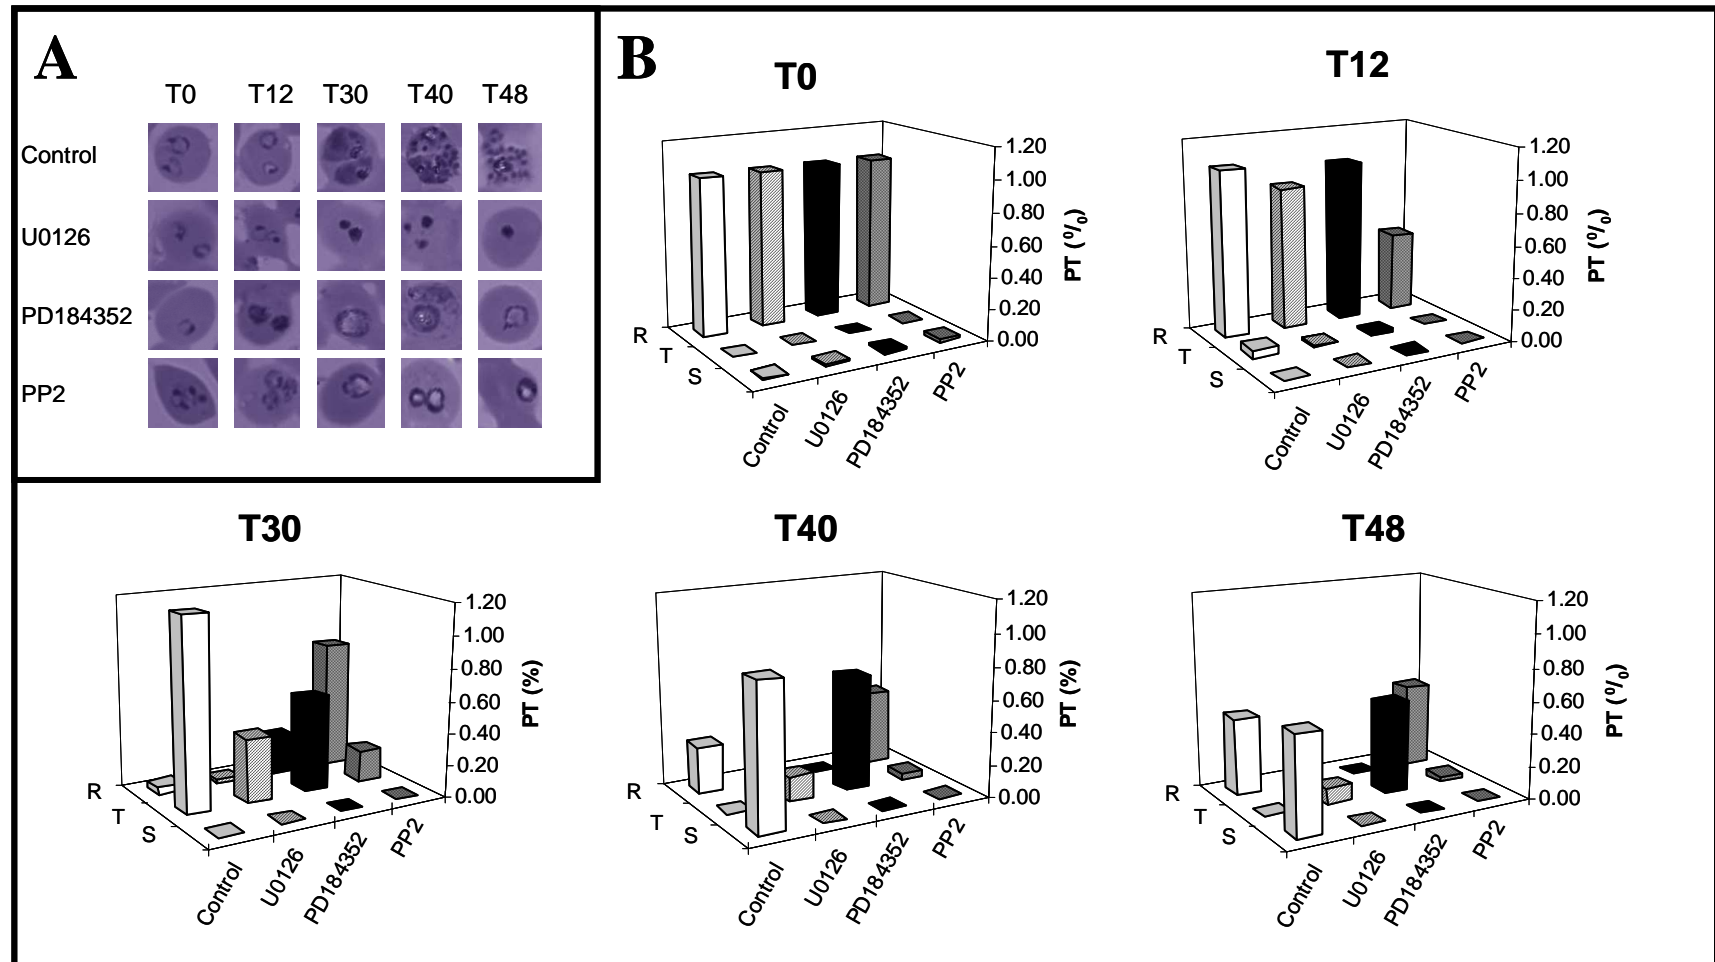 A
T0 T12 T30 T40 T48
Control
U0126
PD184352
PP2
B
T0
1.20
1.00
0.80
0.60
0.40
0.20
0.00
PT (%)
R
T
S
Control
U0126
PD184352
PP2
T12
1.20
1.00
0.80
0.60
0.40
0.20
0.00
PT (%)
R
T
S
Control
U0126
PD184352
PP2
T30
1.20
1.00
0.80
0.60
0.40
0.20
0.00
PT (%)
R
T
S
Control
U0126
PD184352
PP2
T40
1.20
1.00
0.80
0.60
0.40
0.20
0.00
PT (%)
R
T
S
Control
U0126
PD184352
PP2
T48
1.20
1.00
0.80
0.60
0.40
0.20
0.00
PT (%)
R
T
S
Control
U0126
PD184352
PP2